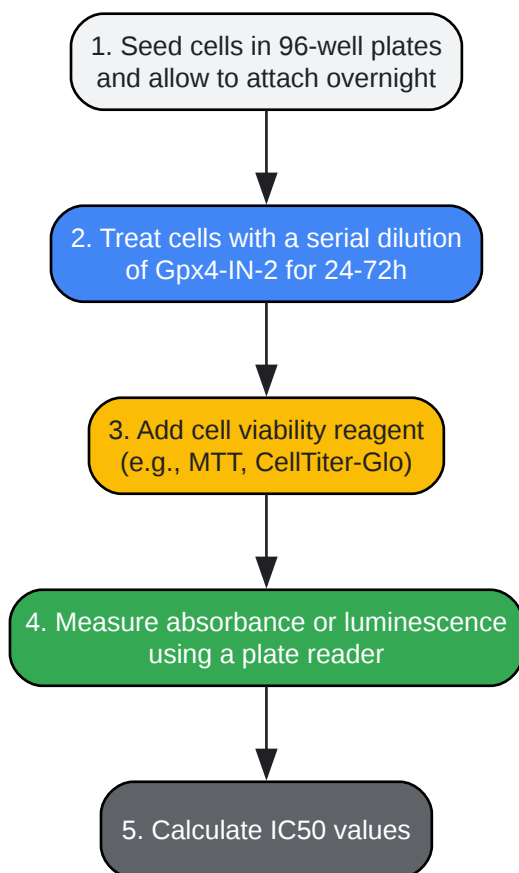 1. Seed cells in 96-well plates
and allow to attach overnight
2. Treat cells with a serial dilution
of Gpx4-IN-2 for 24-72h
3. Add cell viability reagent
(e.g., MTT, CellTiter-Glo)
4. Measure absorbance or luminescence
using a plate reader
5. Calculate IC50 values